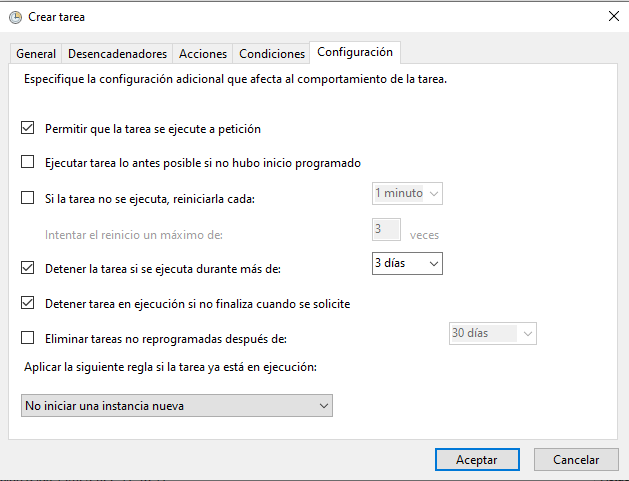 Crear tarea
General Desencadenadores Acciones Condiciones Configuración
Especifique la configuración adicional que afecta al comportamiento de la tarea.
Permitir que la tarea se ejecute a petición
Ejecutar tarea lo antes posible si no hubo inicio programado
Si la tarea no se ejecuta, reiniciarla cada: 1 minuto
Intentar el reinicio un máximo de: 3 veces
Detener la tarea si se ejecuta durante más de: 3 días
Detener tarea en ejecución si no finaliza cuando se solicite
Eliminar tareas no reprogramadas después de: 30 días
Aplicar la siguiente regla si la tarea ya está en ejecución:
No iniciar una instancia nueva
Aceptar Cancelar